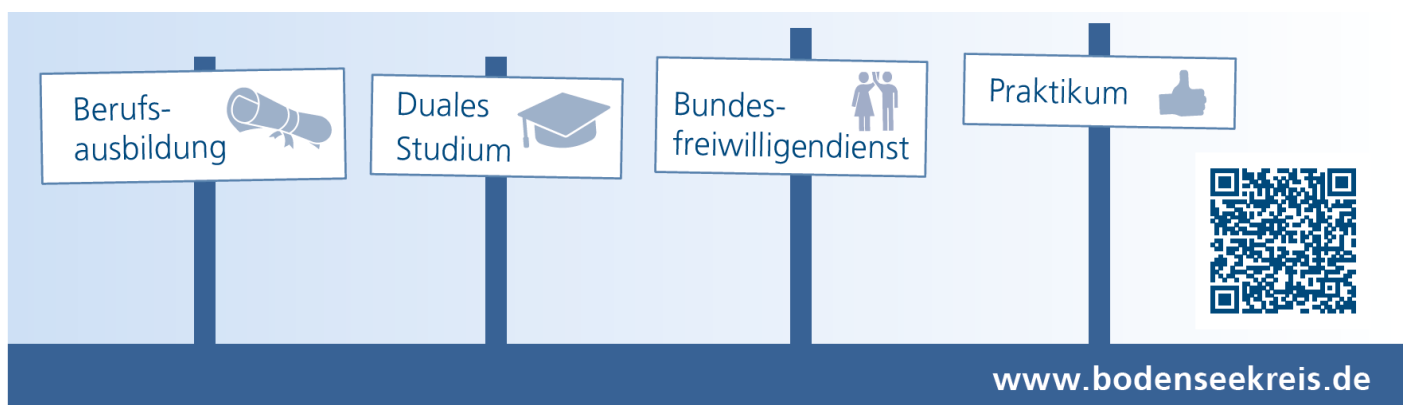 Berufs-
ausbildung
Duales
Studium
Bundes-
freiwilligendienst
Praktikum
www.bodenseekreis.de